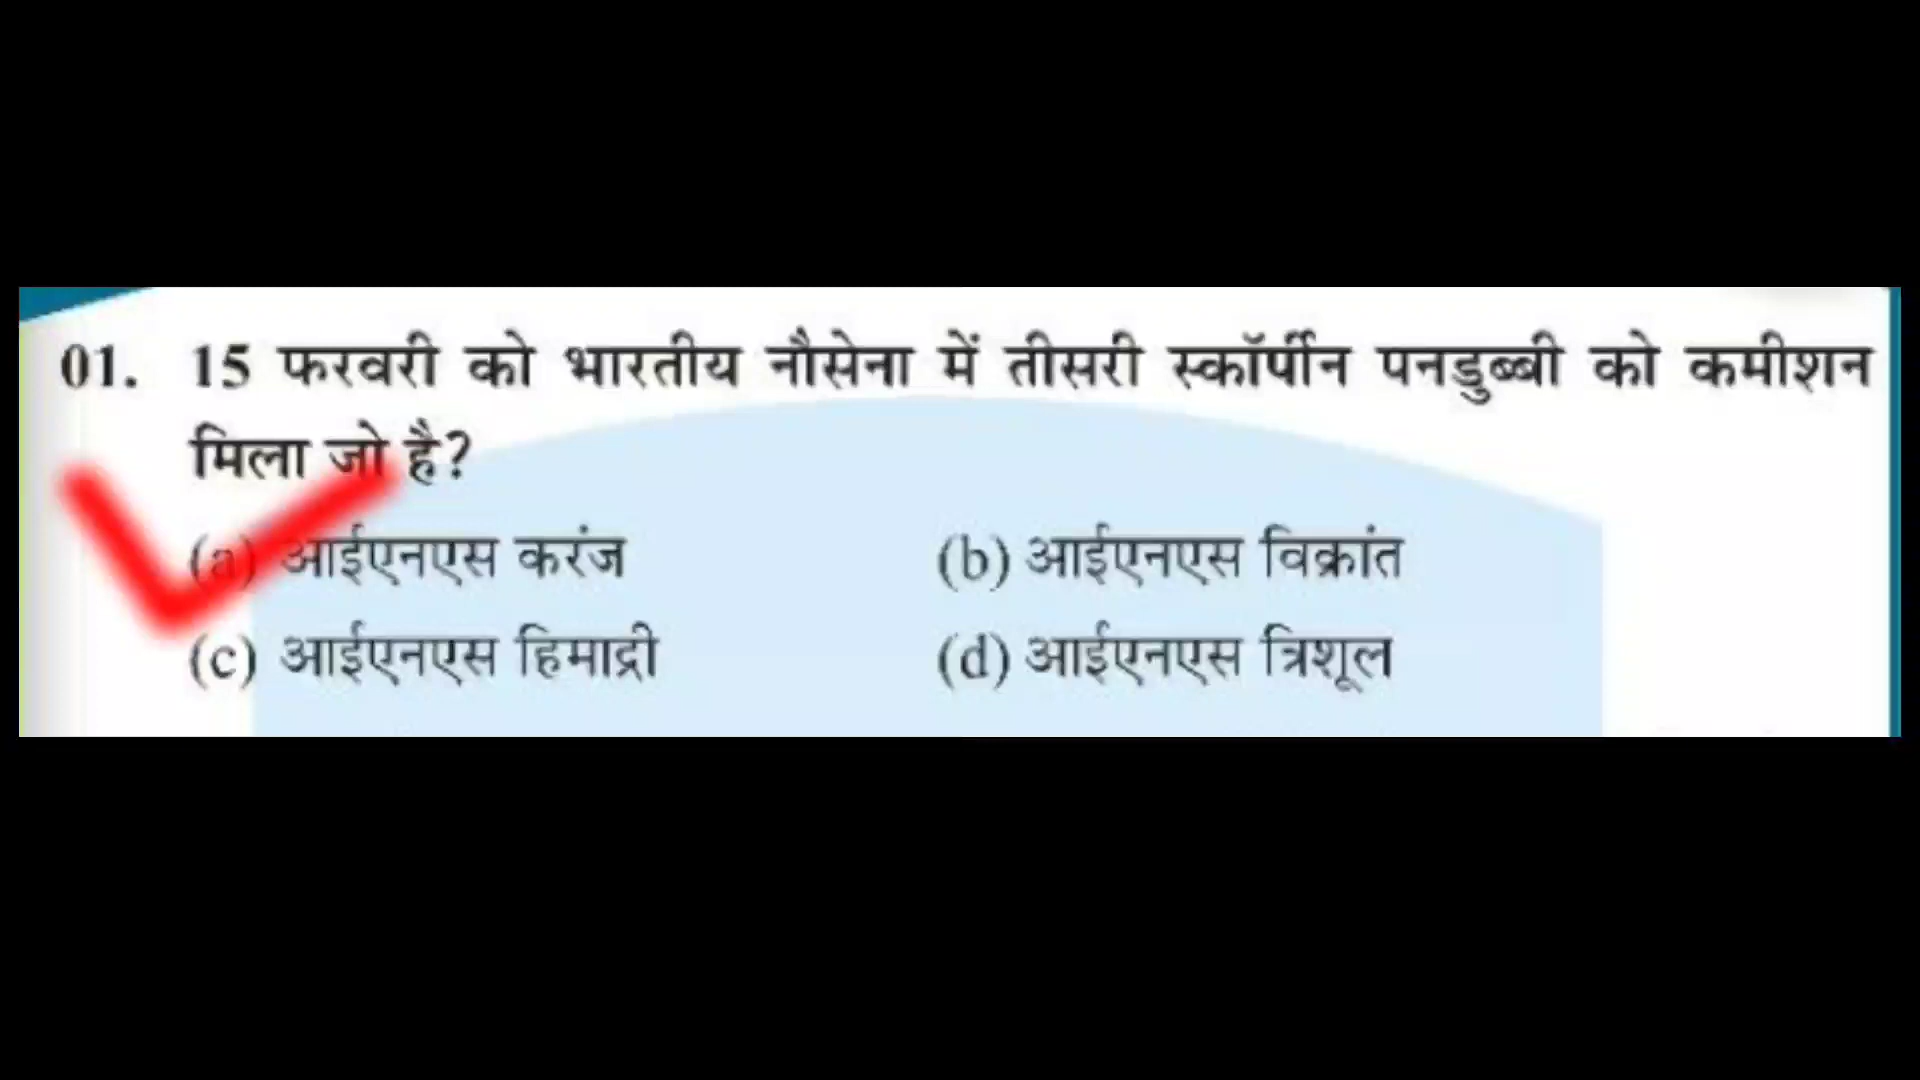 01. 15 फरवरी को भारतीय नौसेना में तीसरी स्कॉर्पीन पनडुब्बी को कमीशन
मिला जो है?
(a) आईएनएस करंज (b) आईएनएस विक्रांत
(c) आईएनएस हिमाद्री (d) आईएनएस त्रिशूल